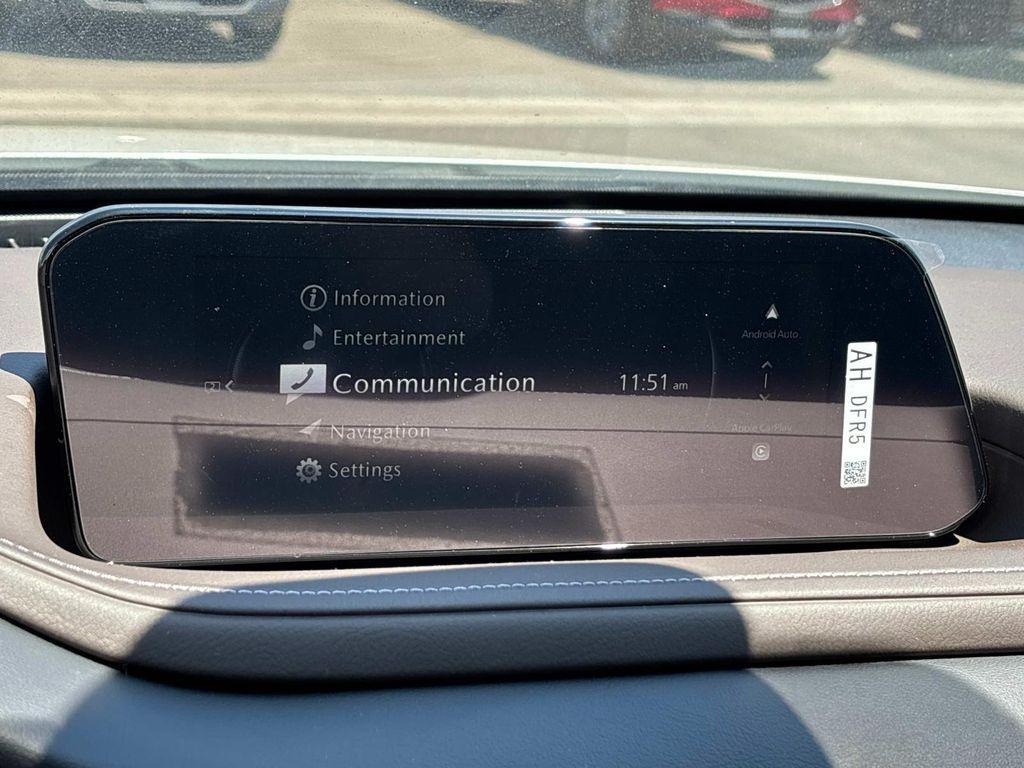 Information
Entertainment
Communication
11:51 am
Navigation
Settings
Android Auto
Apple CarPlay
AH DFR5